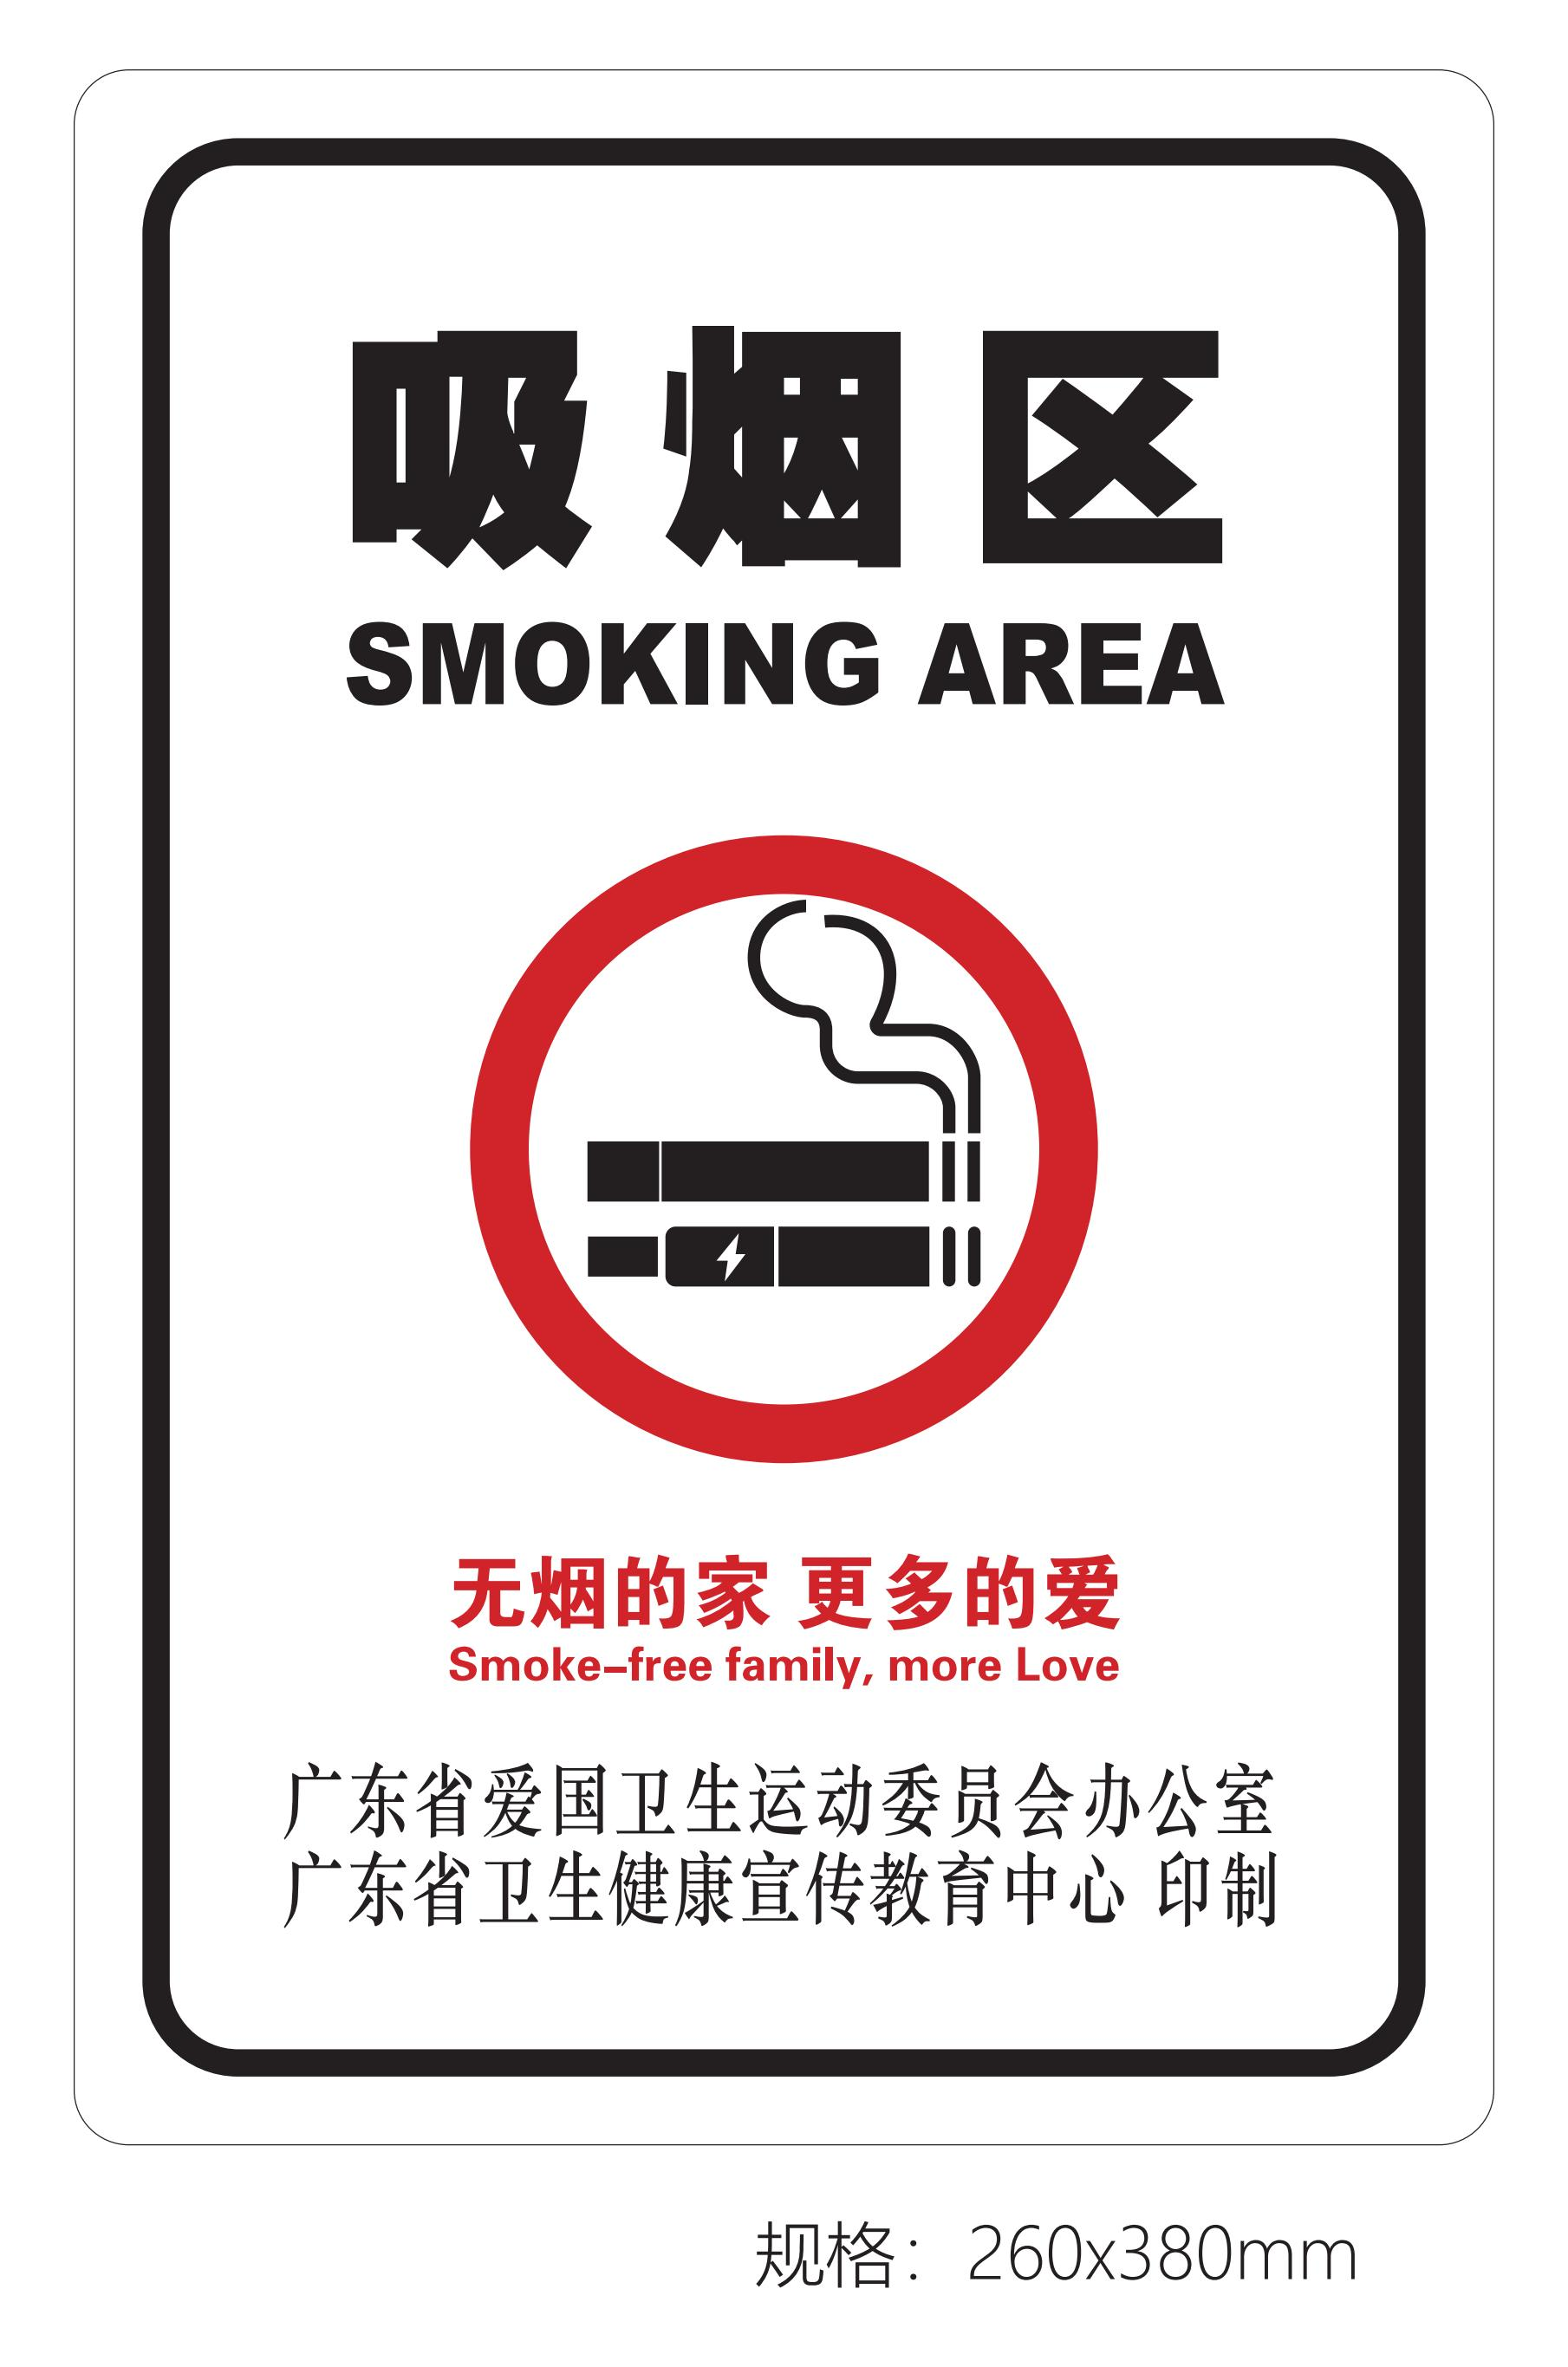 吸烟区
SMOKING AREA
无烟的家 更多的爱
Smoke-free family, more Love
广东省爱国卫生运动委员会办公室
广东省卫生健康宣传教育中心 印制
规格：260x380mm